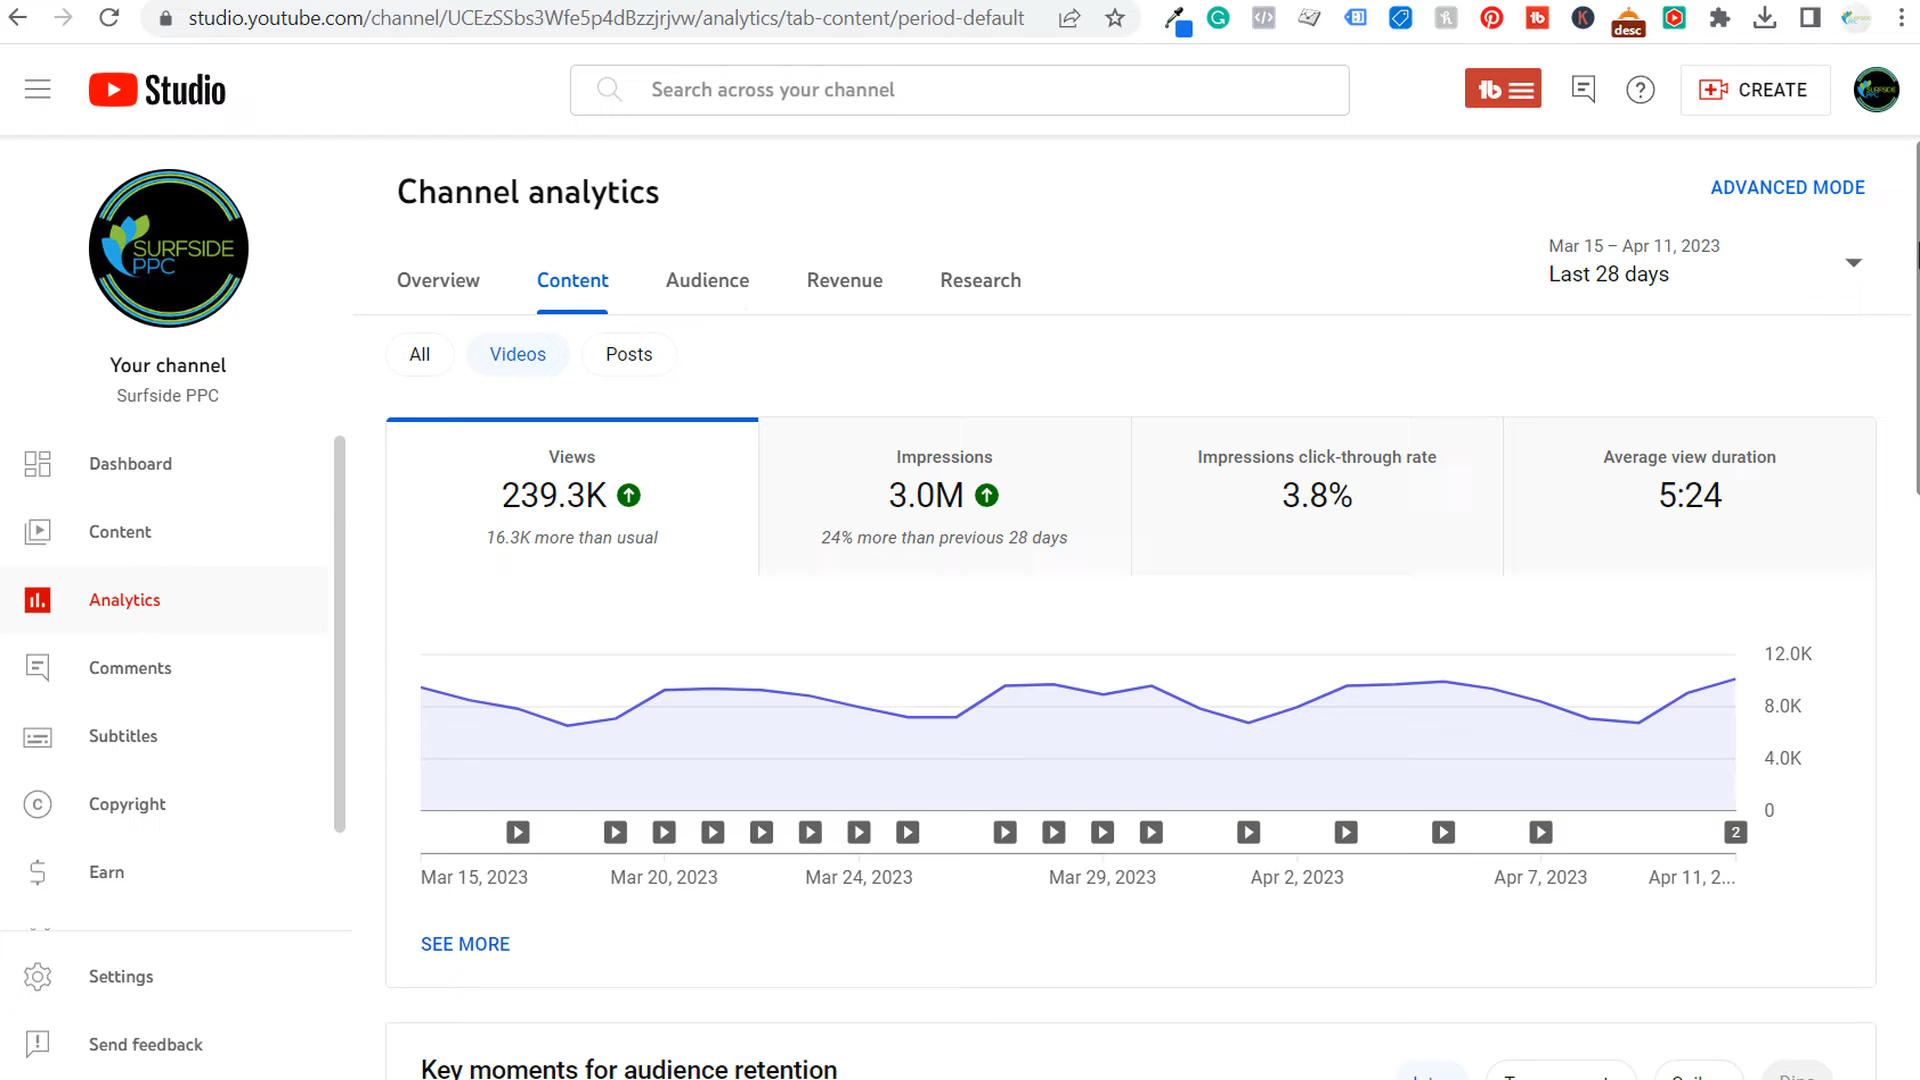 studio.youtube.com/channel/UCEzSSbs3Wfe5p4dBzzjrjvw/analytics/tab-content/period-default
desc
Studio
Search across your channel
CREATE
SURFSIDE
PPC
Your channel
Surfside PPC
Dashboard
Content
Analytics
Comments
Subtitles
Copyright
Earn
Settings
Send feedback
Channel analytics
ADVANCED MODE
Mar 15 – Apr 11, 2023
Last 28 days
Overview Content Audience Revenue Research
All Videos Posts
Views Impressions Impressions click-through rate Average view duration
239.3K 3.0M 3.8% 5:24
16.3K more than usual 24% more than previous 28 days
12.0K
8.0K
4.0K
0
2
Mar 15, 2023 Mar 20, 2023 Mar 24, 2023 Mar 29, 2023 Apr 2, 2023 Apr 7, 2023 Apr 11, 2...
SEE MORE
Key moments for audience retention